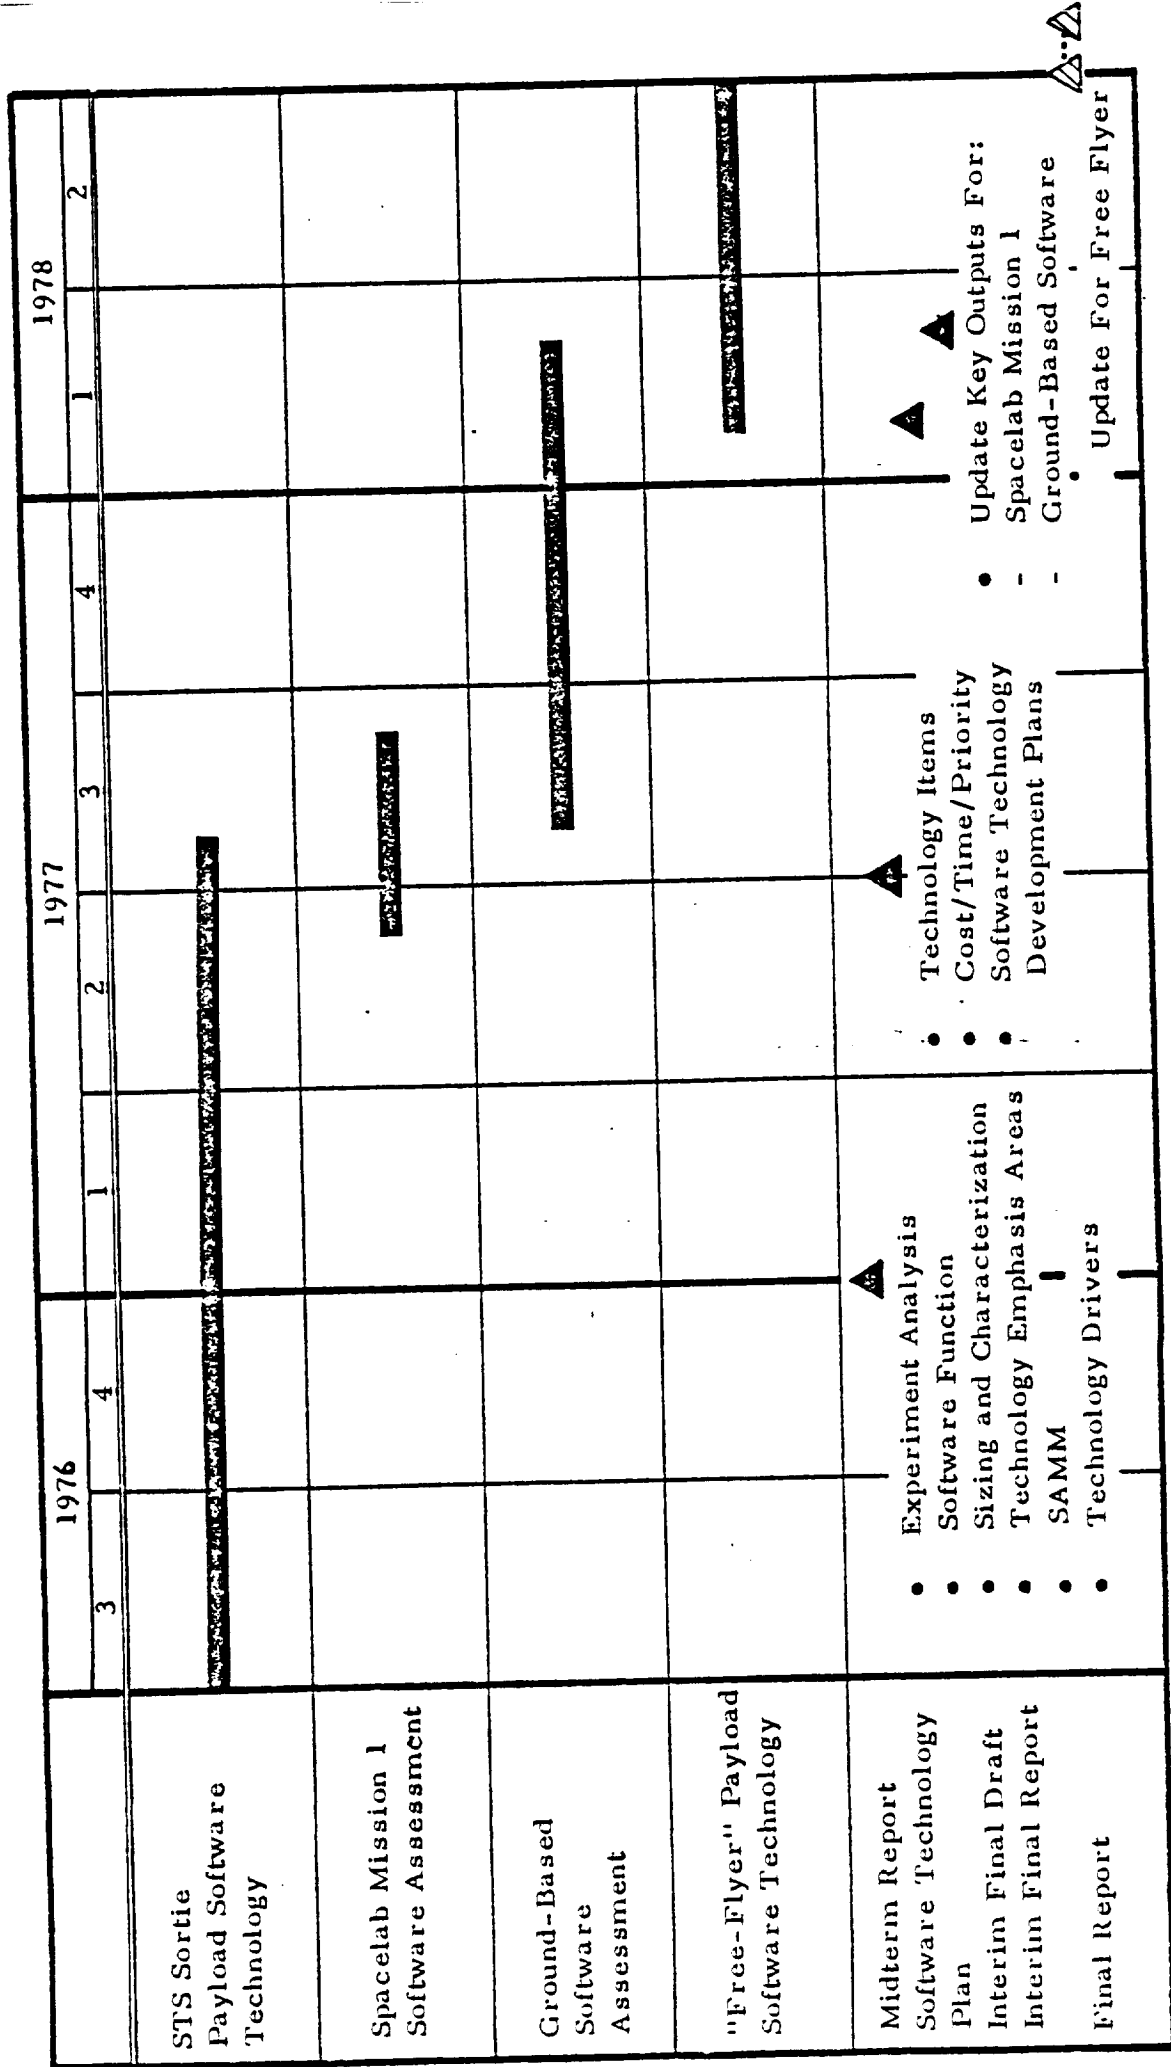 1976
1977
1978
3
4
1
2
3
4
1
2
STS Sortie
Payload Software
Technology
Spacelab Mission 1
Software Assessment
Ground-Based
Software
Assessment
"Free-Flyer" Payload
Software Technology
Midterm Report
Software Technology
Plan
Interim Final Draft
Interim Final Report
Final Report
• Experiment Analysis
• Software Function
• Sizing and Characterization
• Technology Emphasis Areas
• SAMM
• Technology Drivers
• Technology Items
• Cost/Time/Priority
• Software Technology
Development Plans
• Update Key Outputs For:
- Spacelab Mission 1
- Ground-Based Software
• Update For Free Flyer